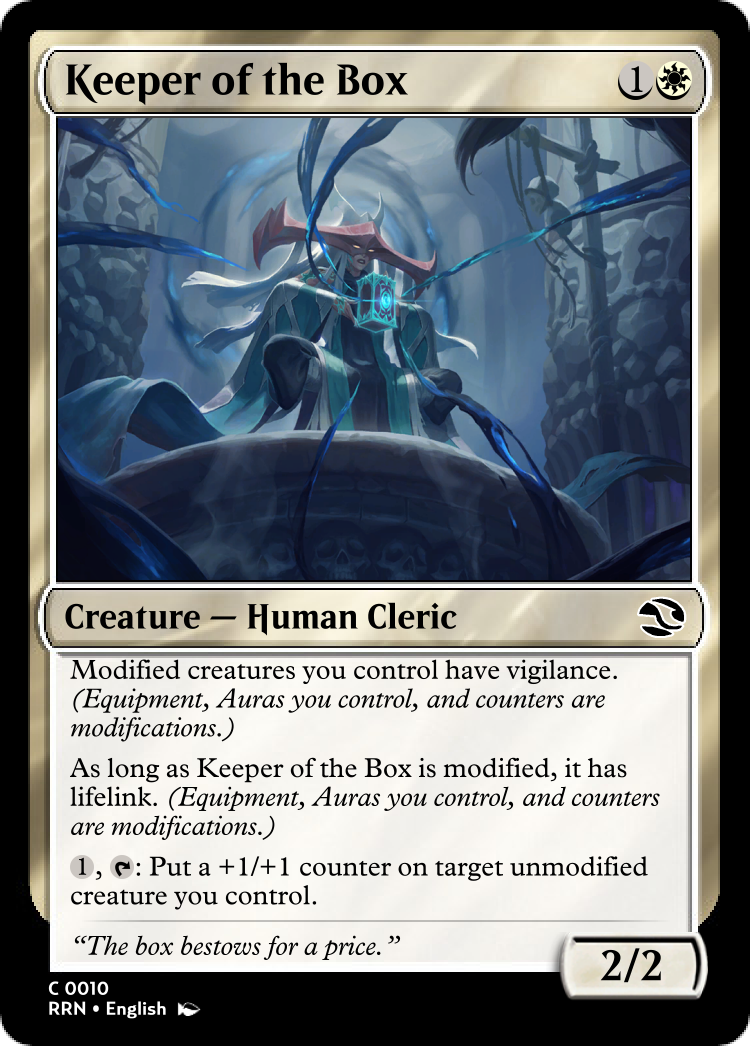 Keeper of the Box
1
Creature — Human Cleric
Modified creatures you control have vigilance.
(Equipment, Auras you control, and counters are
modifications.)
As long as Keeper of the Box is modified, it has
lifelink. (Equipment, Auras you control, and counters
are modifications.)
1, : Put a +1/+1 counter on target unmodified
creature you control.
“The box bestows for a price.”
2/2
C 0010
RRN • English